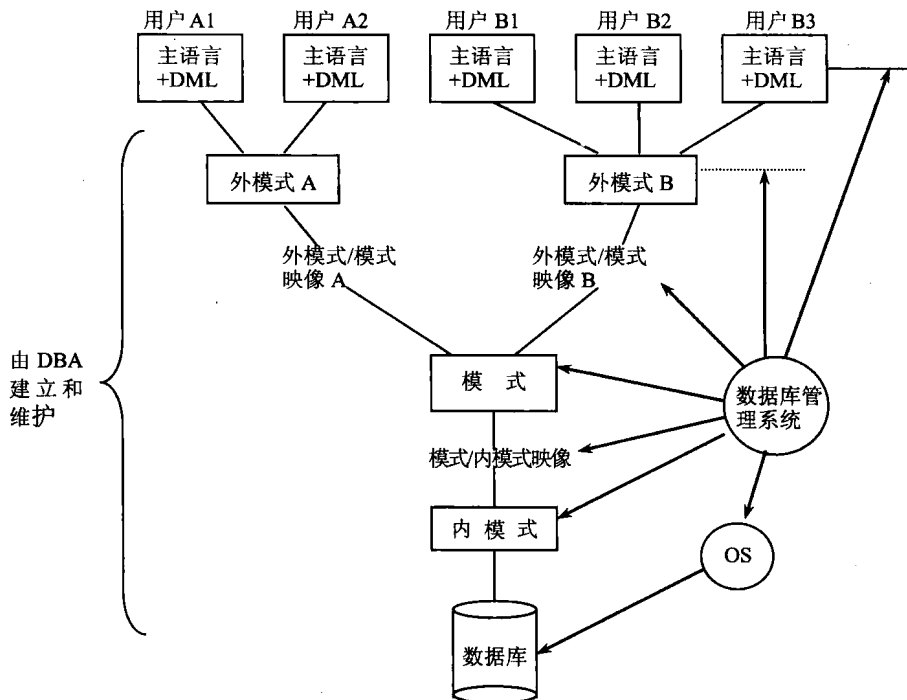 用户 A1
用户 A2
用户 B1
用户 B2
用户 B3
主语言
+DML
主语言
+DML
主语言
+DML
主语言
+DML
主语言
+DML
外模式 A
外模式 B
外模式/模式
映像 A
外模式/模式
映像 B
由 DBA
建立和
维护
模 式
数据库管
理系统
模式/内模式映像
内 模 式
OS
数据库